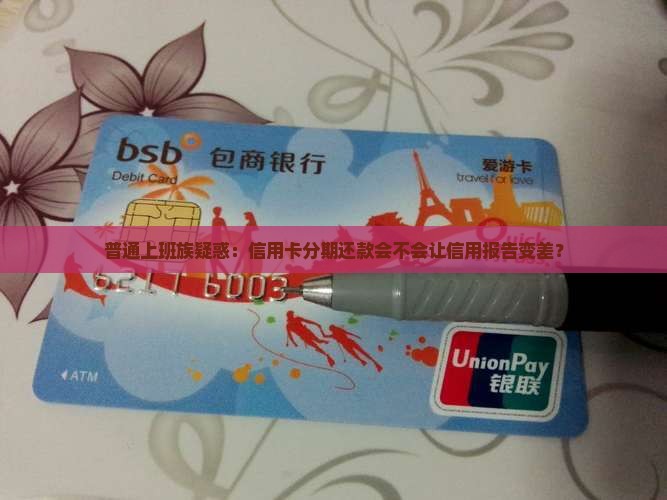 bsb 包商银行
Debit Card
爱游卡
travel for love
普通上班族疑惑：信用卡分期还款会不会让信用报告变差？
ATM
UnionPay
银联